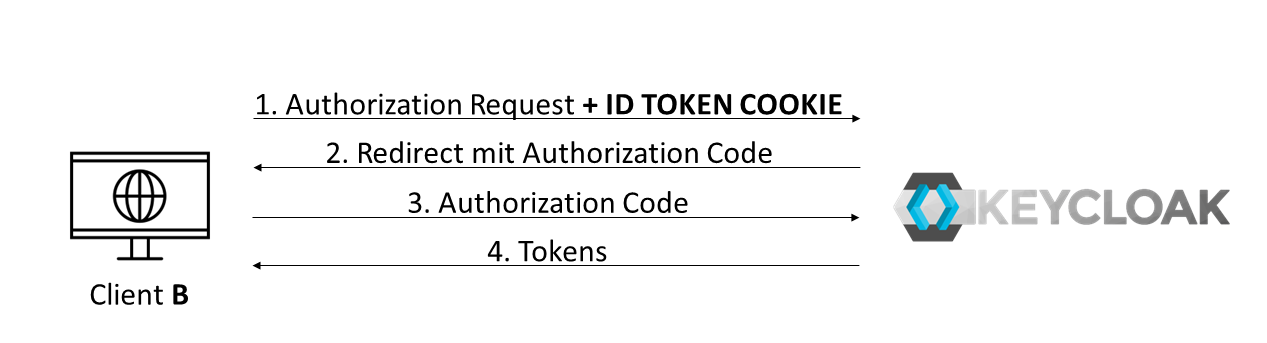 1. Authorization Request + ID TOKEN COOKIE
2. Redirect mit Authorization Code
3. Authorization Code
4. Tokens
KEYCLOAK
Client B